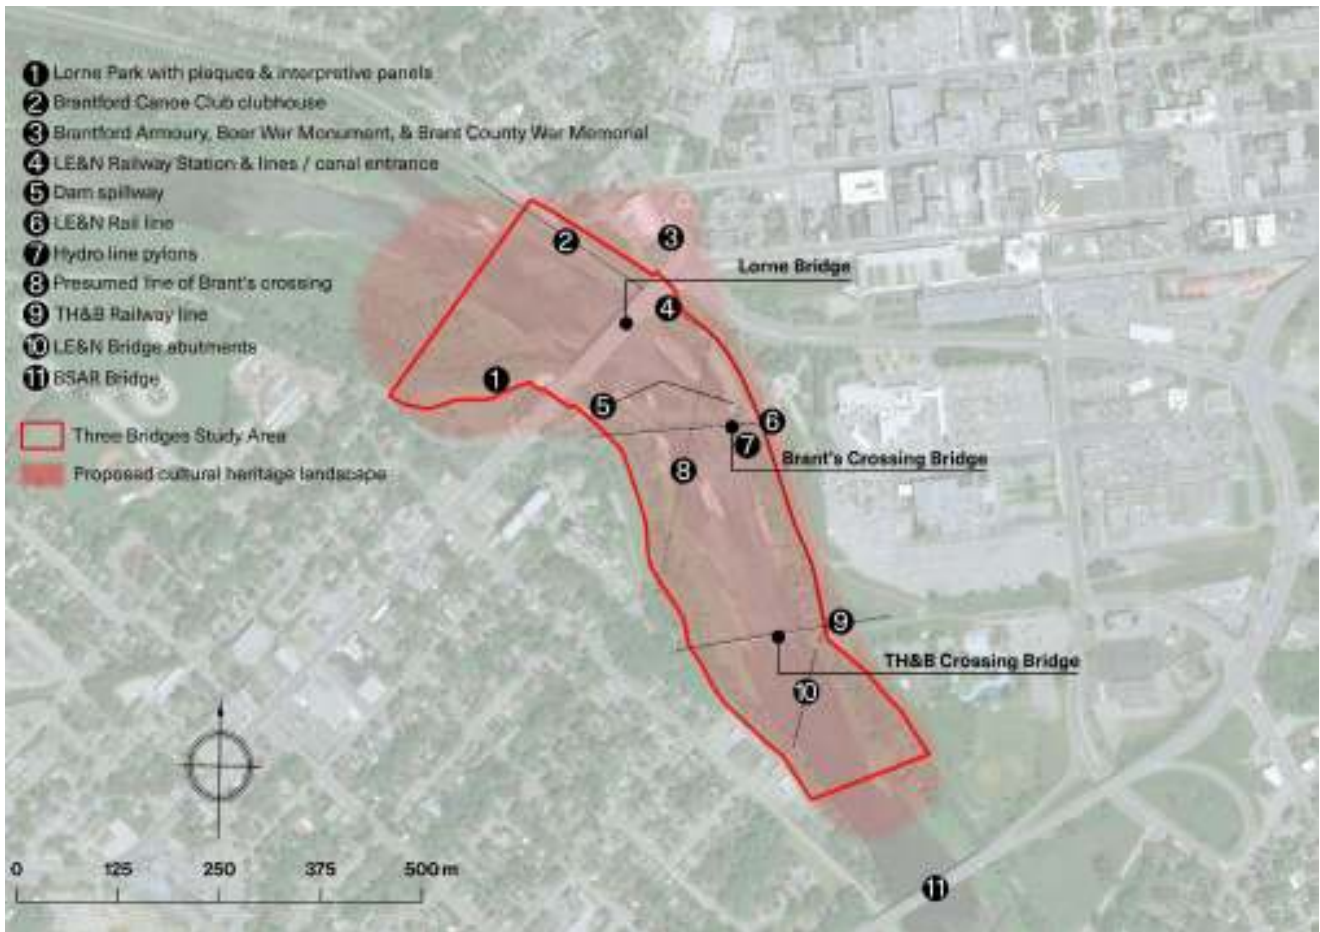 1 Lorne Park with plaques & interpretive panels
2 Brantford Canoe Club clubhouse
3 Brantford Armoury, Boer War Monument, & Brant County War Memorial
4 LE&N Railway Station & lines / canal entrance
5 Dam spillway
6 LE&N Rail line
7 Hydro line pylons
8 Presumed line of Brant's crossing
9 TH&B Railway line
10 LE&N Bridge abutments
11 BSAR Bridge
Three Bridges Study Area
Proposed cultural heritage landscape
2
3
Lorne Bridge
4
1
5
6
7
Brant's Crossing Bridge
8
9
TH&B Crossing Bridge
10
11
0 125 250 375 500 m